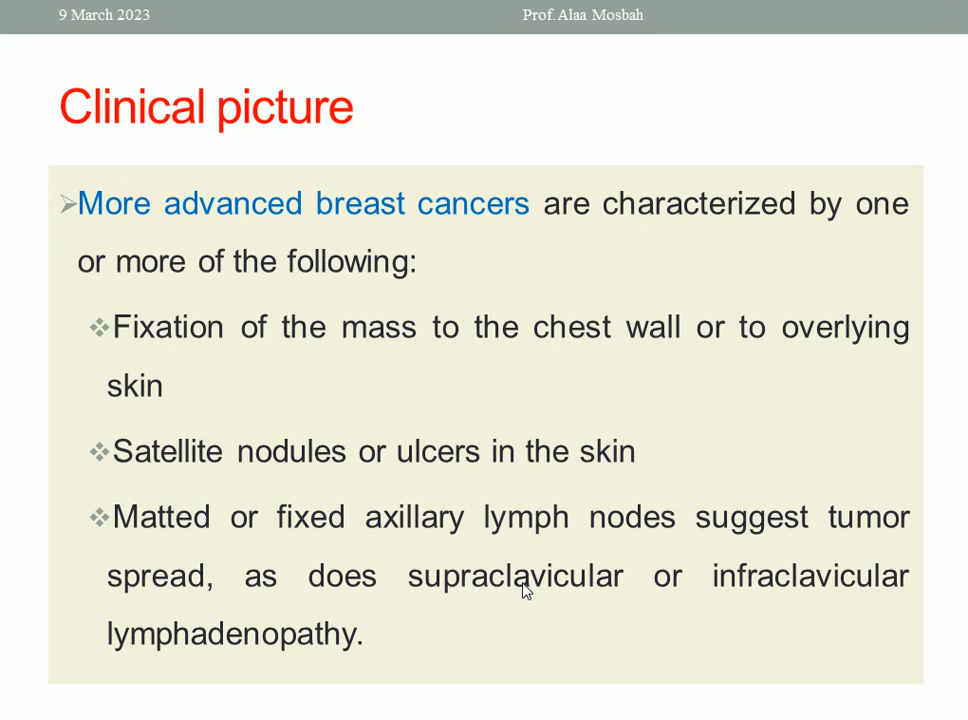 9 March 2023
Prof. Alaa Mosbah
Clinical picture
More advanced breast cancers are characterized by one
or more of the following:
Fixation of the mass to the chest wall or to overlying
skin
Satellite nodules or ulcers in the skin
Matted or fixed axillary lymph nodes suggest tumor
spread, as does supraclavicular or infraclavicular
lymphadenopathy.